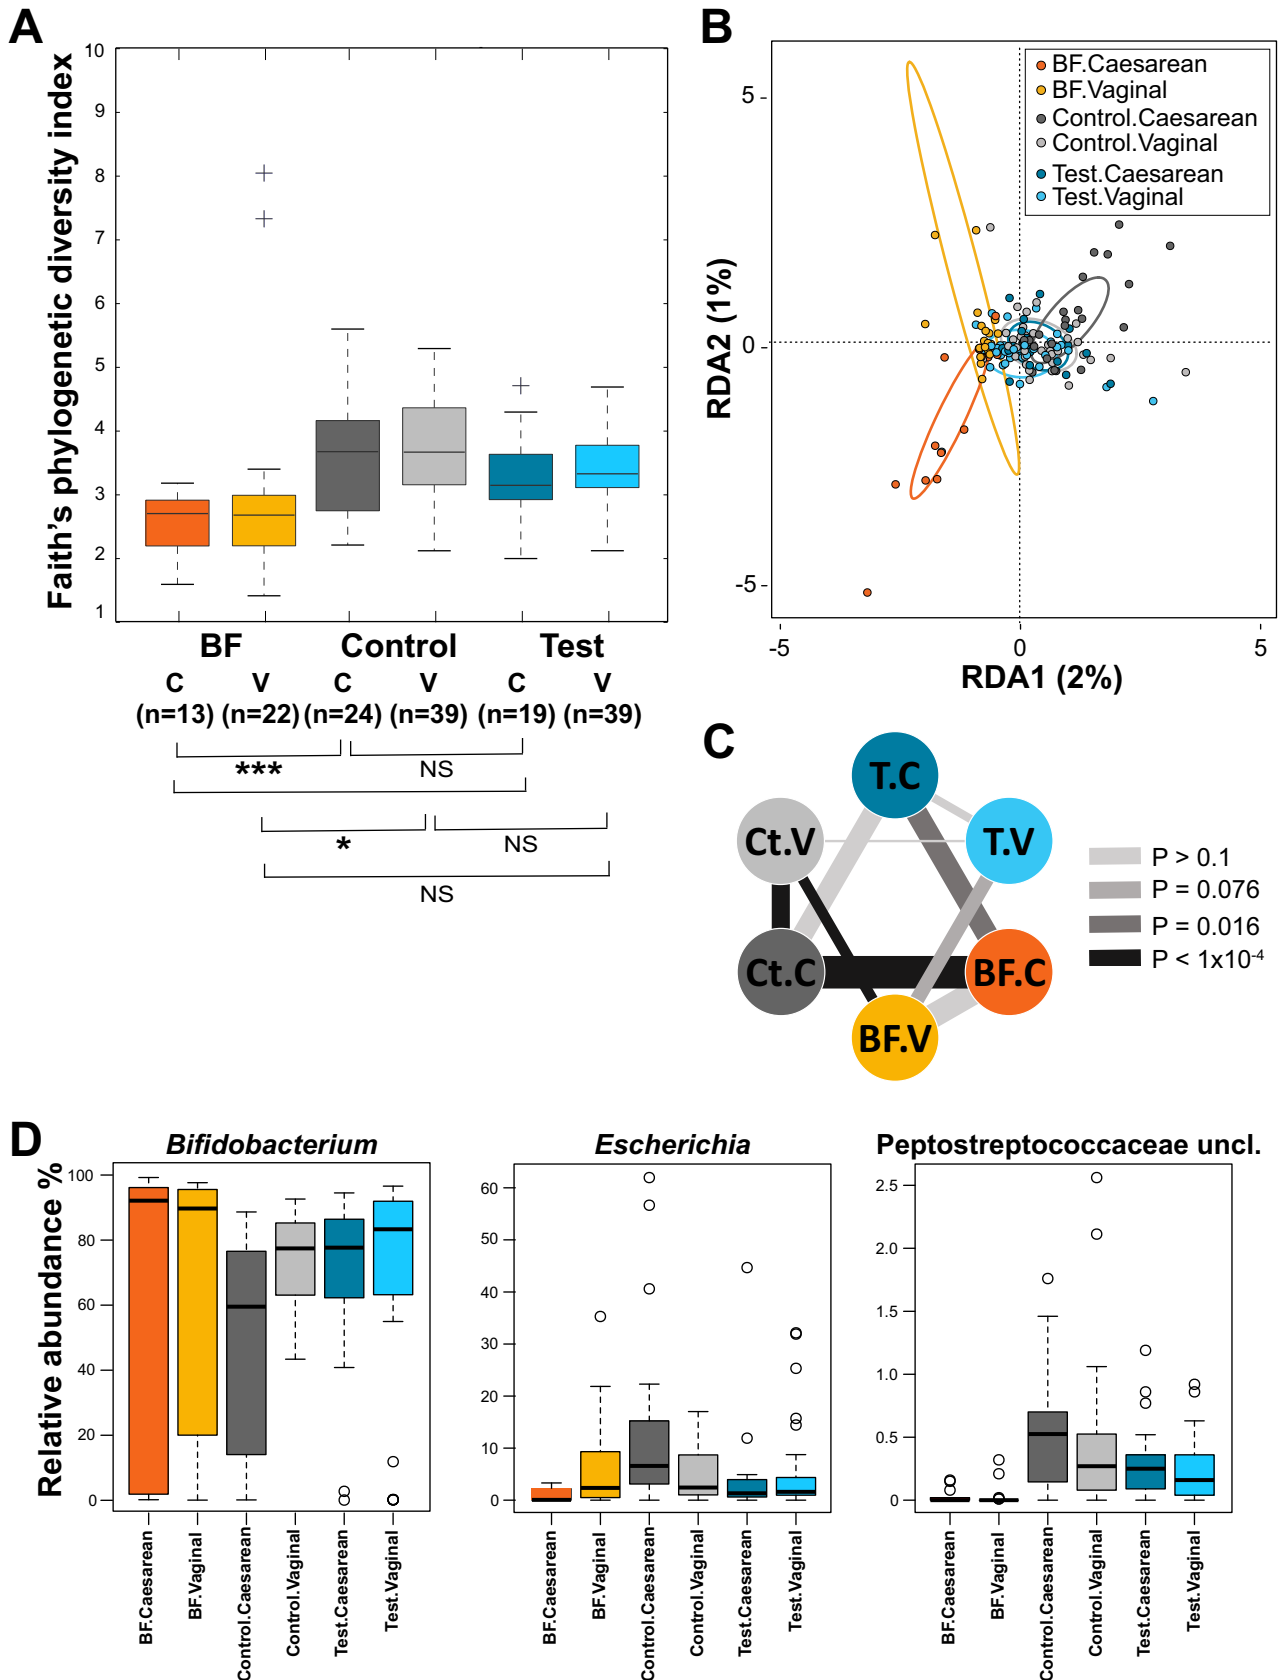 A
Faith's phylogenetic diversity index
10
9
8
7
6
5
4
3
2
1
BF Control Test
C V C V C V
(n=13) (n=22) (n=24) (n=39) (n=19) (n=39)
*** NS
* NS
NS
B
BF.Caesarean
BF.Vaginal
Control.Caesarean
Control.Vaginal
Test.Caesarean
Test.Vaginal
RDA2 (1%)
5
0
-5
-5 0 5
RDA1 (2%)
C
T.C
Ct.V
T.V
Ct.C
BF.C
BF.V
P > 0.1
P = 0.076
P = 0.016
P < 1x10⁻⁴
D
Relative abundance %
Bifidobacterium
100
80
60
40
20
0
BF.Caesarean
BF.Vaginal
Control.Caesarean
Control.Vaginal
Test.Caesarean
Test.Vaginal
Escherichia
60
50
40
30
20
10
0
BF.Caesarean
BF.Vaginal
Control.Caesarean
Control.Vaginal
Test.Caesarean
Test.Vaginal
Peptostreptococcaceae uncl.
2.5
2.0
1.5
1.0
0.5
0
BF.Caesarean
BF.Vaginal
Control.Caesarean
Control.Vaginal
Test.Caesarean
Test.Vaginal